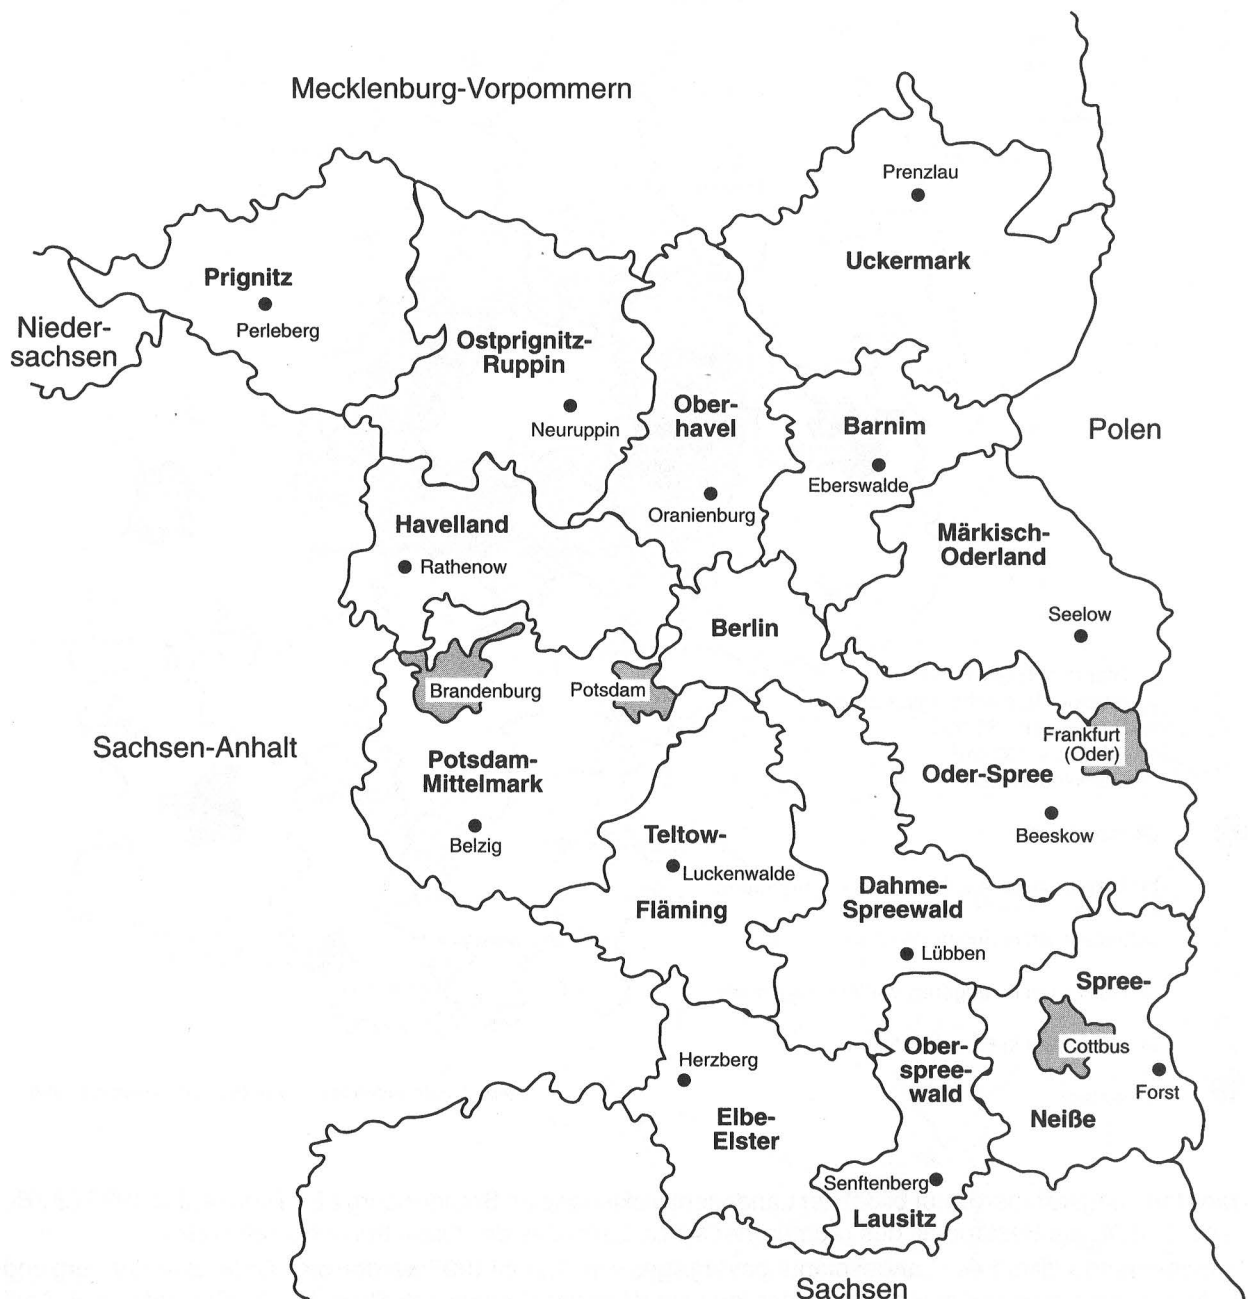 Mecklenburg-Vorpommern
Prenzlau
Uckermark
Prignitz
Perleberg
Nieder-
sachsen
Ostprignitz-
Ruppin
Neuruppin
Ober-
havel
Oranienburg
Barnim
Eberswalde
Polen
Havelland
Rathenow
Märkisch-
Oderland
Seelow
Berlin
Brandenburg
Potsdam
Sachsen-Anhalt
Potsdam-
Mittelmark
Belzig
Frankfurt
(Oder)
Oder-Spree
Beeskow
Teltow-
Luckenwalde
Fläming
Dahme-
Spreewald
Lübben
Spree-
Cottbus
Forst
Neiße
Ober-
spree-
wald
Herzberg
Elbe-
Elster
Senftenberg
Lausitz
Sachsen